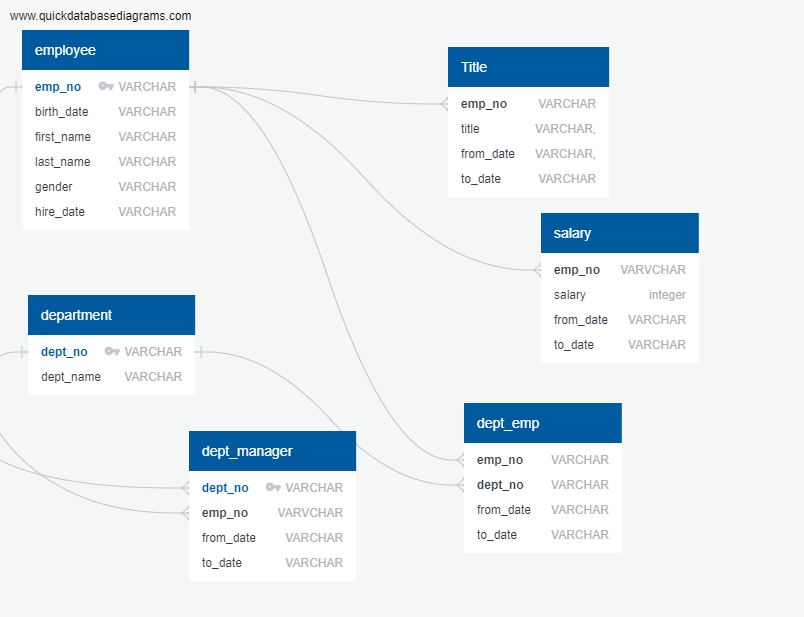 www.quickdatabasediagrams.com
employee
emp_no VARCHAR
birth_date VARCHAR
first_name VARCHAR
last_name VARCHAR
gender VARCHAR
hire_date VARCHAR
Title
emp_no VARCHAR
title VARCHAR,
from_date VARCHAR,
to_date VARCHAR
salary
emp_no VARVCHAR
salary integer
from_date VARCHAR
to_date VARCHAR
department
dept_no VARCHAR
dept_name VARCHAR
dept_emp
emp_no VARCHAR
dept_no VARCHAR
from_date VARCHAR
to_date VARCHAR
dept_manager
dept_no VARCHAR
emp_no VARVCHAR
from_date VARCHAR
to_date VARCHAR